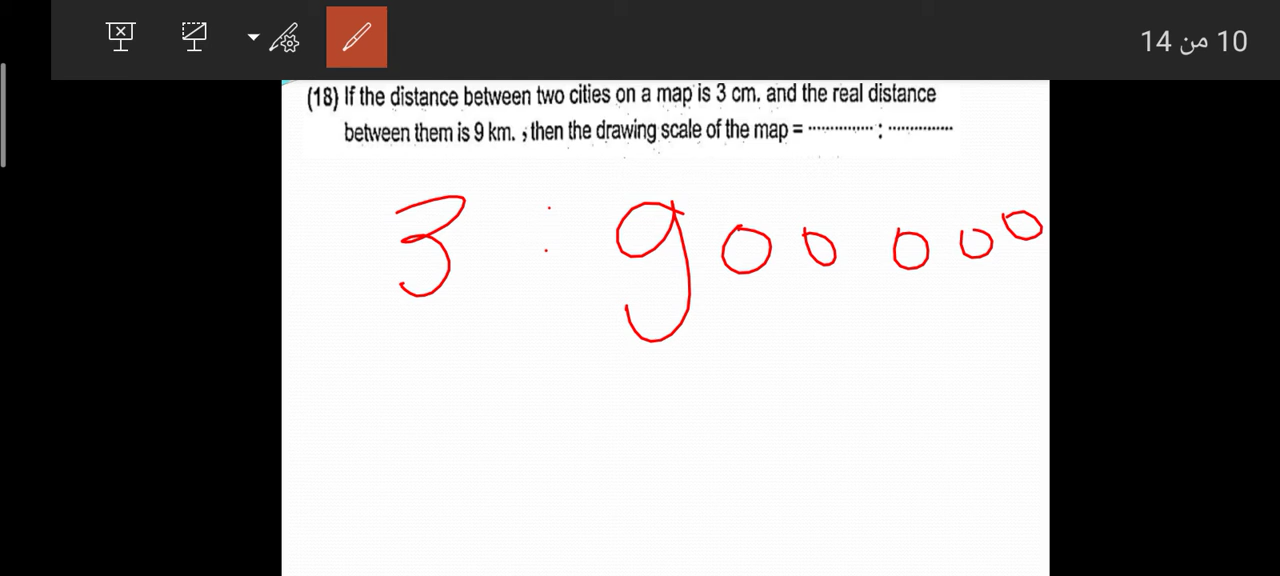 10 من 14
(18) If the distance between two cities on a map is 3 cm. and the real distance
between them is 9 km. , then the drawing scale of the map = ............... : ...............
3 : 900000